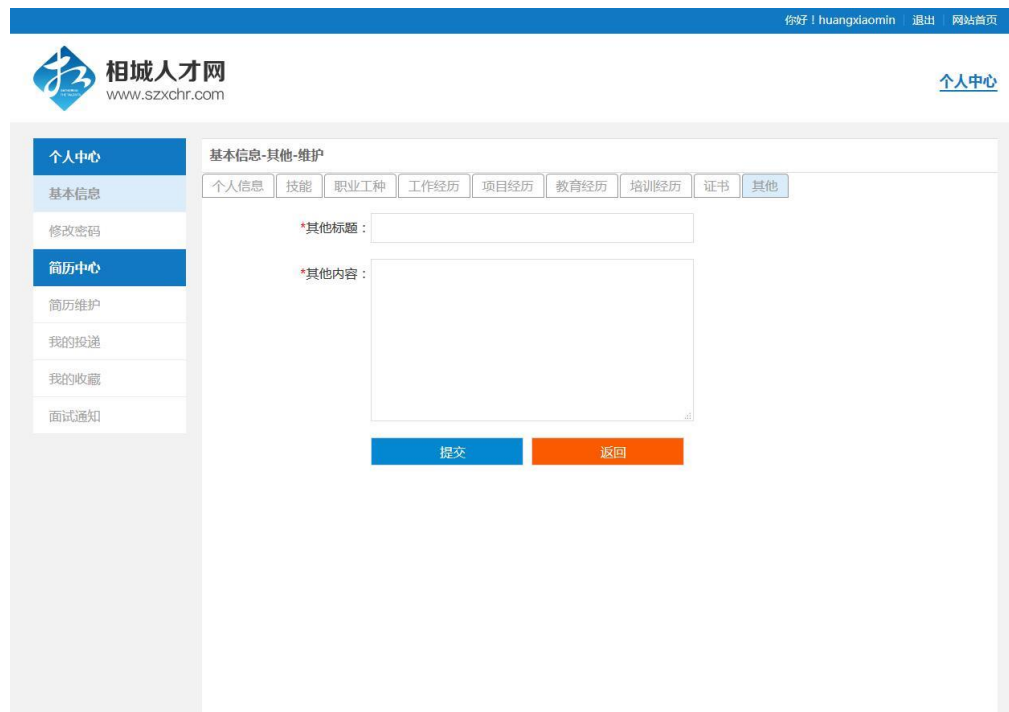 你好！huangxiaomin 退出 网站首页
相城人才网
www.szxchr.com
个人中心
个人中心
基本信息
修改密码
简历中心
简历维护
我的投递
我的收藏
面试通知
基本信息-其他-维护
个人信息 技能 职业工种 工作经历 项目经历 教育经历 培训经历 证书 其他
*其他标题：
*其他内容：
提交 返回